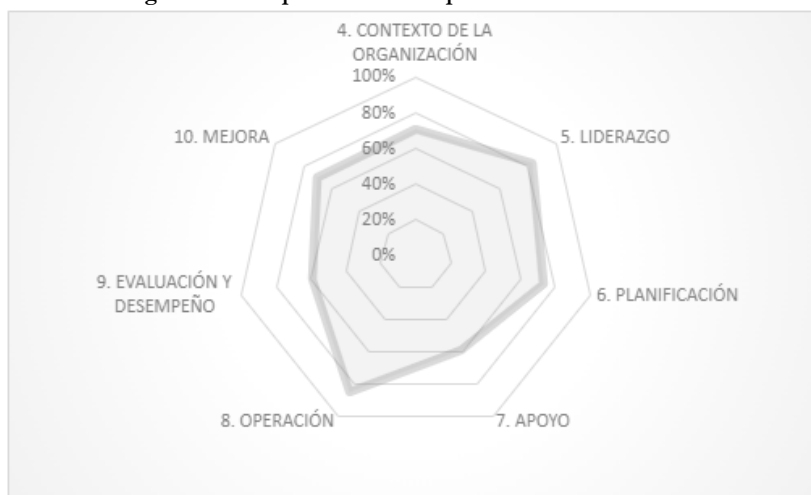 4. CONTEXTO DE LA
ORGANIZACIÓN
100%
80%
60%
40%
20%
0%
5. LIDERAZGO
6. PLANIFICACIÓN
7. APOYO
8. OPERACIÓN
9. EVALUACIÓN Y
DESEMPEÑO
10. MEJORA